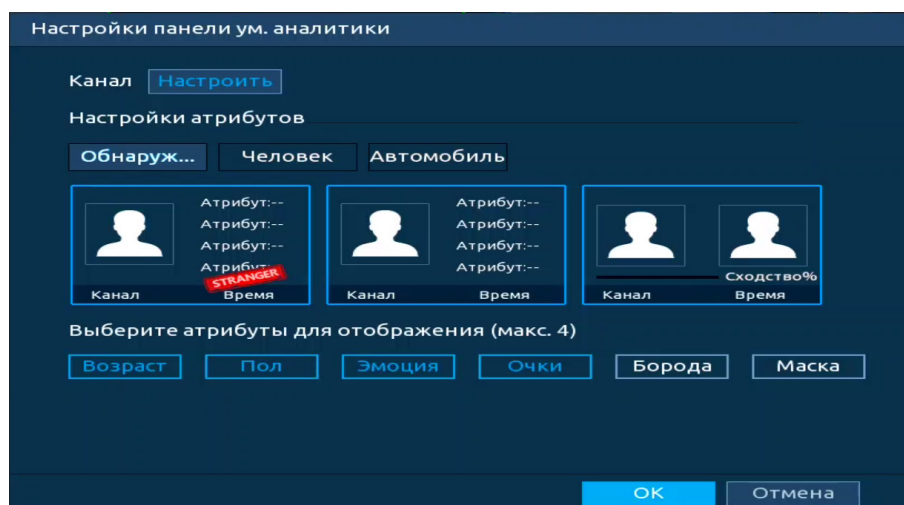 Настройки панели ум. аналитики
Канал Настроить
Настройки атрибутов
Обнаруж... Человек Автомобиль
Атрибут:-- Атрибут:--
Атрибут:-- Атрибут:--
Атрибут:-- Атрибут:--
Атрибут:-- Атрибут:--
STRANGER Сходство%
Канал Время Канал Время Канал Время
Выберите атрибуты для отображения (макс. 4)
Возраст Пол Эмоция Очки Борода Маска
OK Отмена